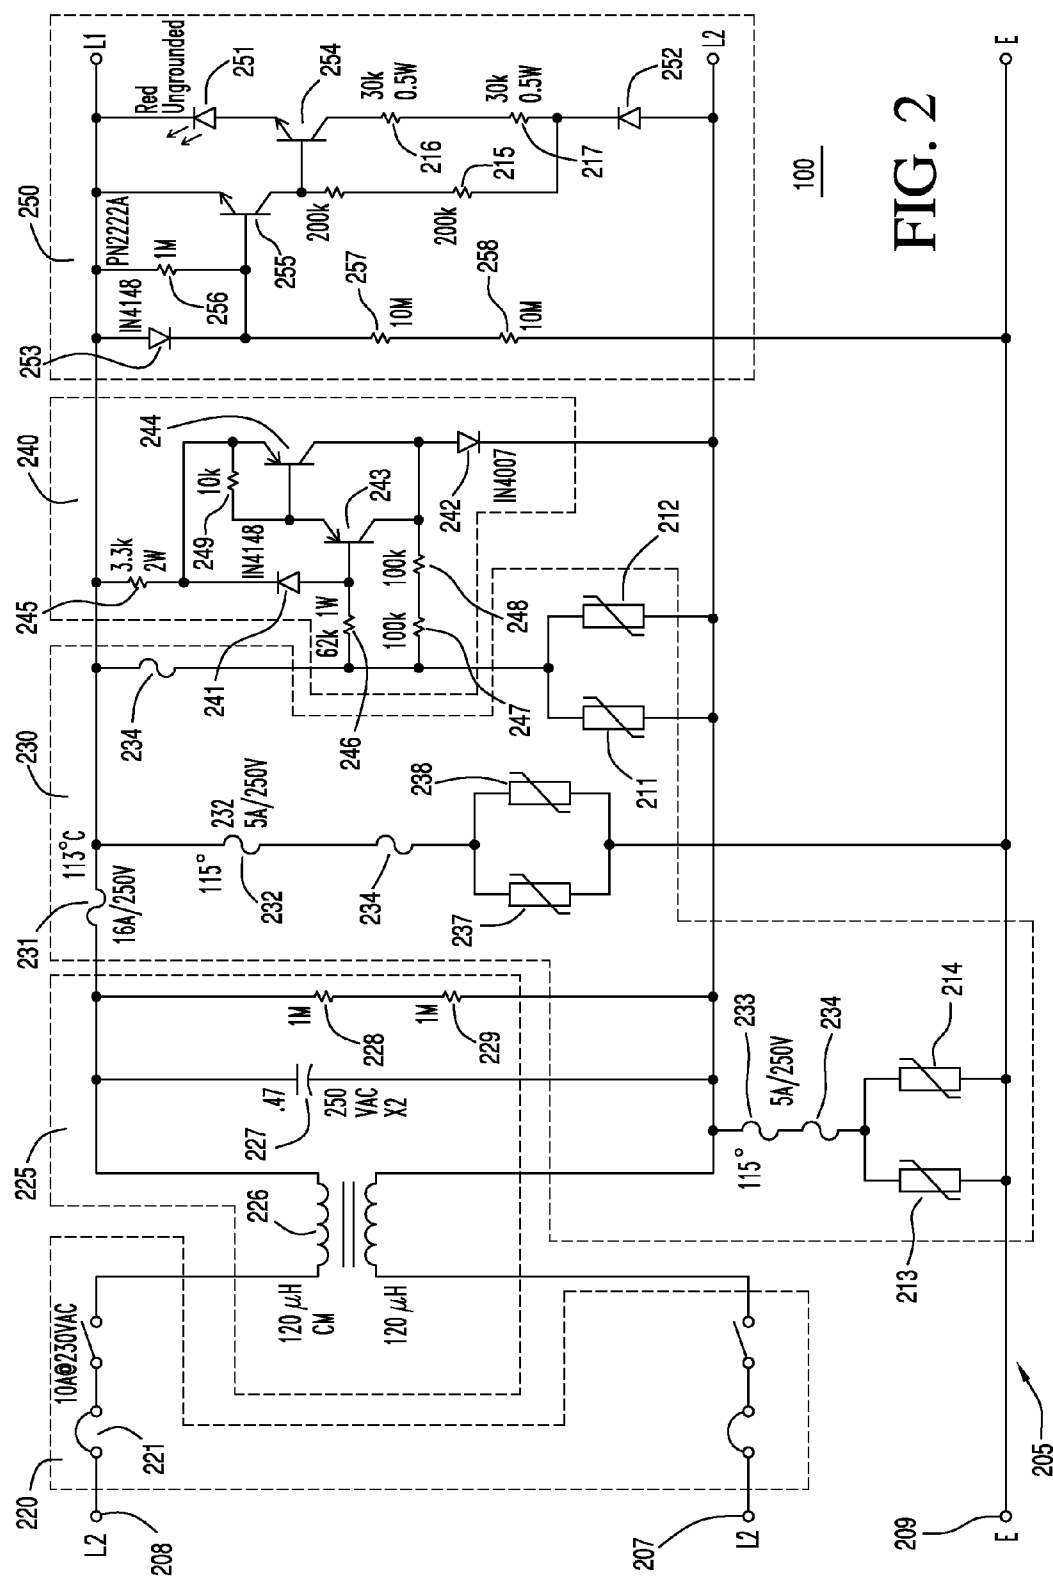 220
L2
208
221
10A@230VAC
225
226
120 µH
CM
120 µH
.47
227
250
VAC
X2
1M
228
1M
229
230
231
16A/250V
113°C
115°
232
232
5A/250V
234
237
238
234
211
212
240
245
3.3k
2W
241
IN4148
62k 1W
246
249
10k
244
243
100k
247
100k
248
242
IN4007
250
253
IN4148
256
1M
PN2222A
255
257
10M
258
10M
Red
Ungrounded
251
254
200k
200k
215
30k
0.5W
216
30k
0.5W
217
252
L1
L2
E
207
L2
115°
233
5A/250V
234
213
214
209
E
205
100
FIG. 2